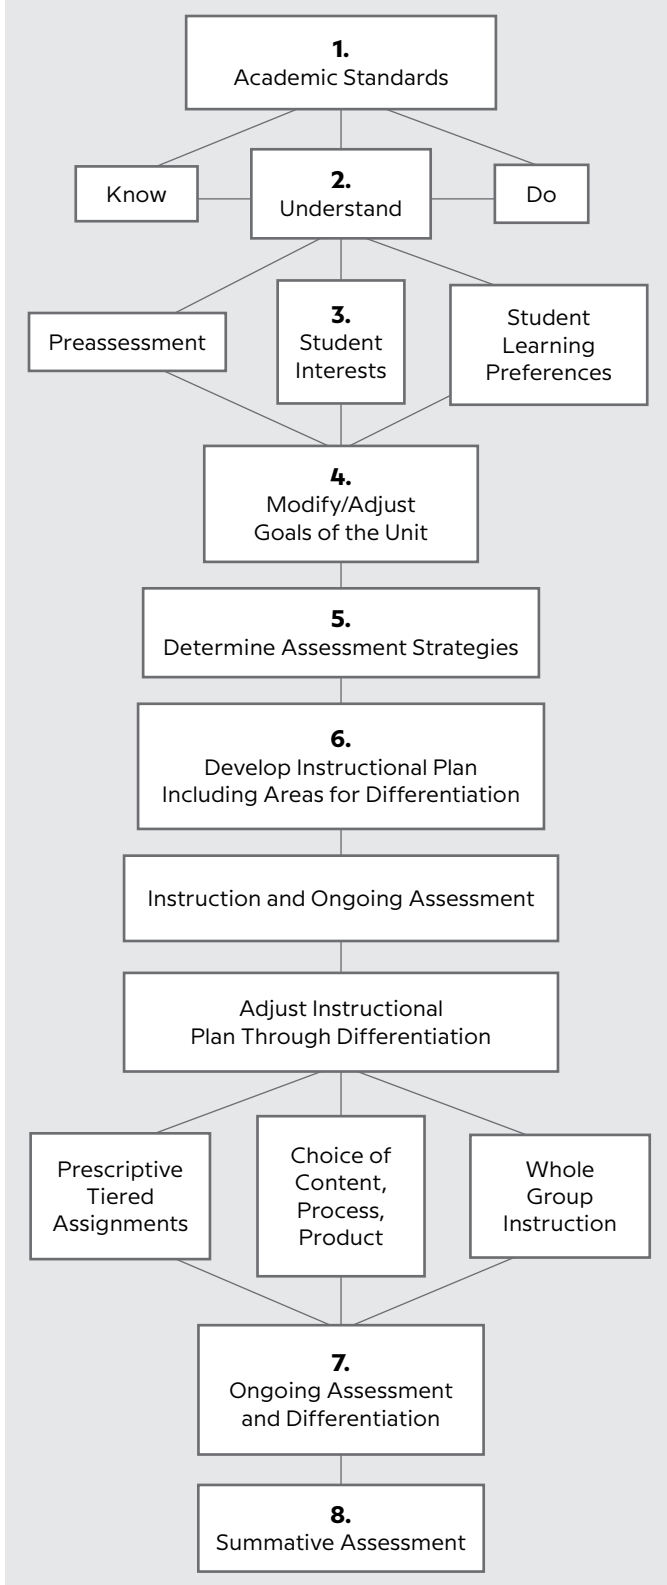 1.
Academic Standards
Know
2.
Understand
Do
Preassessment
3.
Student
Interests
Student
Learning
Preferences
4.
Modify/Adjust
Goals of the Unit
5.
Determine Assessment Strategies
6.
Develop Instructional Plan
Including Areas for Differentiation
Instruction and Ongoing Assessment
Adjust Instructional
Plan Through Differentiation
Prescriptive
Tiered
Assignments
Choice of
Content,
Process,
Product
Whole
Group
Instruction
7.
Ongoing Assessment
and Differentiation
8.
Summative Assessment